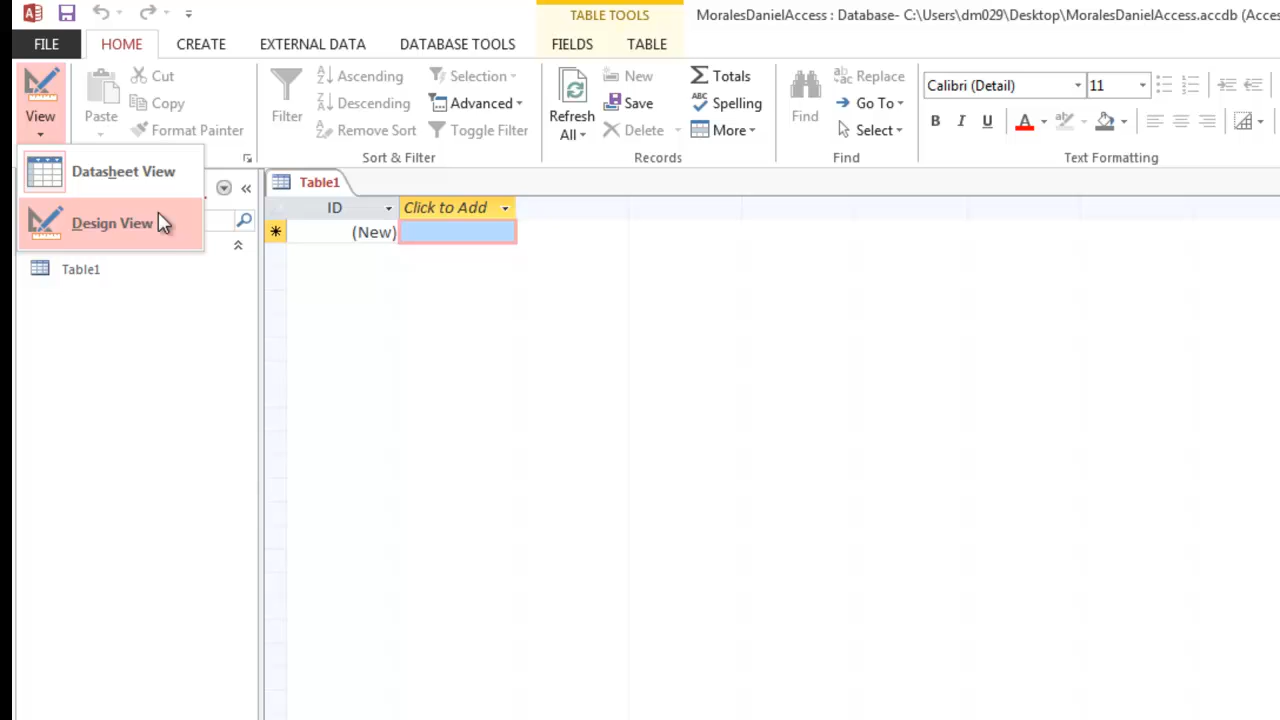 TABLE TOOLS
MoralesDanielAccess : Database- C:\Users\dm029\Desktop\MoralesDanielAccess.accdb (Acces
FILE HOME CREATE EXTERNAL DATA DATABASE TOOLS FIELDS TABLE
View
Paste
Cut
Copy
Format Painter
Filter
Ascending
Descending
Remove Sort
Selection
Advanced
Toggle Filter
Sort & Filter
Refresh
All
New
Save
Delete
Totals
Spelling
More
Records
Find
Replace
Go To
Select
Find
Calibri (Detail) 11
B I U A
Text Formatting
Datasheet View
Design View
Table1
Table1
ID Click to Add
(New)